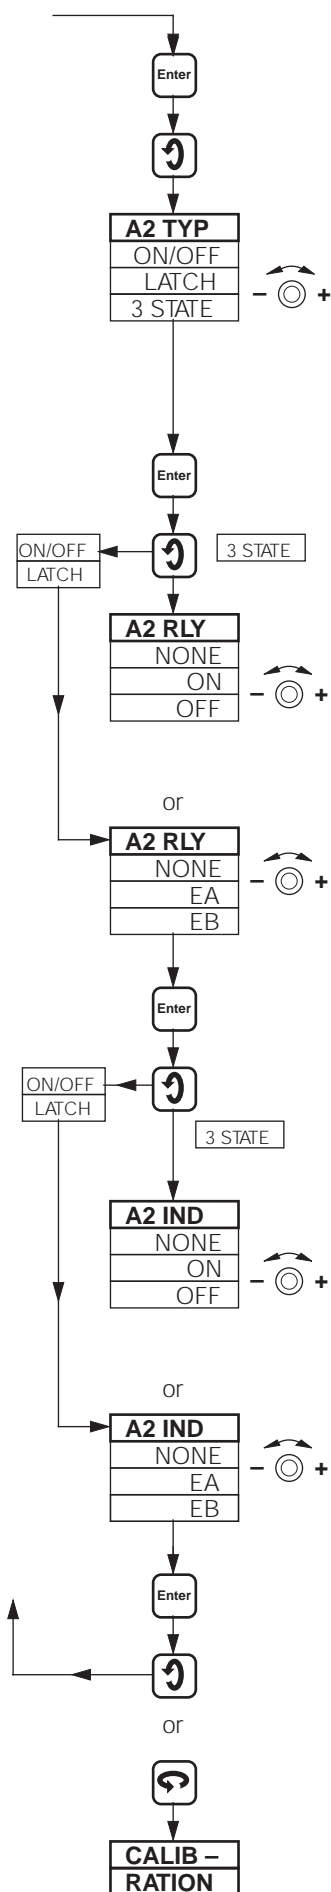 Enter
A2 TYP
ON/OFF
LATCH
3 STATE
– +
Enter
ON/OFF
LATCH
3 STATE
A2 RLY
NONE
ON
OFF
– +
or
A2 RLY
NONE
EA
EB
– +
Enter
ON/OFF
LATCH
3 STATE
A2 IND
NONE
ON
OFF
– +
or
A2 IND
NONE
EA
EB
– +
Enter
or
CALIB –
RATION